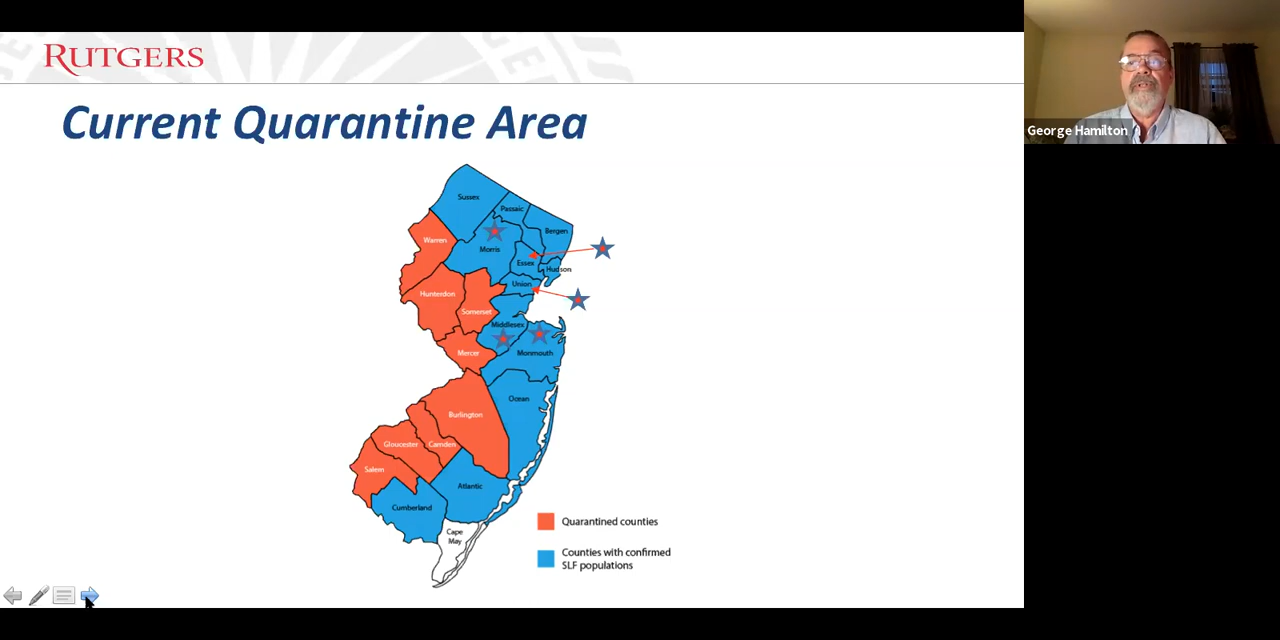 RUTGERS
Current Quarantine Area
George Hamilton
Sussex
Passaic
Bergen
Warren
Morris
Essex
Hudson
Union
Hunterdon
Somerset
Middlesex
Mercer
Monmouth
Ocean
Burlington
Gloucester
Camden
Salem
Atlantic
Cumberland
Cape
May
Quarantined counties
Counties with confirmed
SLF populations